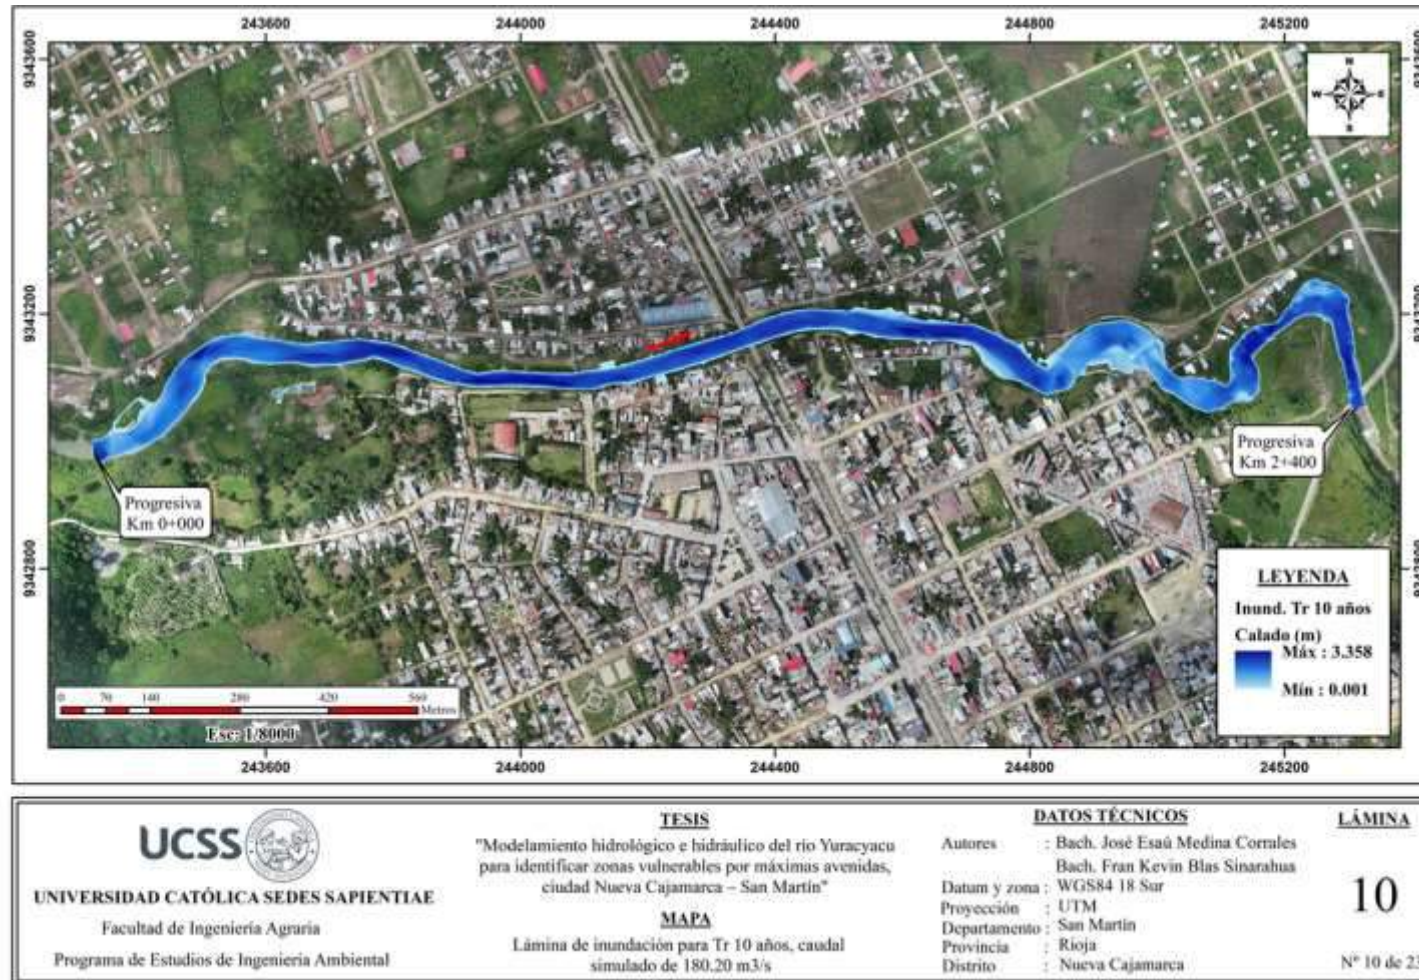 243600 244000 244400 244800 245200
9343600
N
W E
S
9343200
Progresiva
Km 0+000
Progresiva
Km 2+400
9342800
LEYENDA
Inund. Tr 10 años
Calado (m)
Máx : 3.358
Mín : 0.001
0 70 140 280 420 560
Metros
Esc: 1/8000
243600 244000 244400 244800 245200
UCSS
UNIVERSIDAD CATÓLICA SEDES SAPIENTIAE
Facultad de Ingeniería Agraria
Programa de Estudios de Ingeniería Ambiental
TESIS
"Modelamiento hidrológico e hidráulico del río Yuracyacu
para identificar zonas vulnerables por máximas avenidas,
ciudad Nueva Cajamarca – San Martín"
MAPA
Lámina de inundación para Tr 10 años, caudal
simulado de 180.20 m3/s
DATOS TÉCNICOS
Autores : Bach. José Esaú Medina Corrales
Bach. Fran Kevin Blas Sinarahua
Datum y zona : WGS84 18 Sur
Proyección : UTM
Departamento : San Martín
Provincia : Rioja
Distrito : Nueva Cajamarca
LÁMINA
10
N° 10 de 23